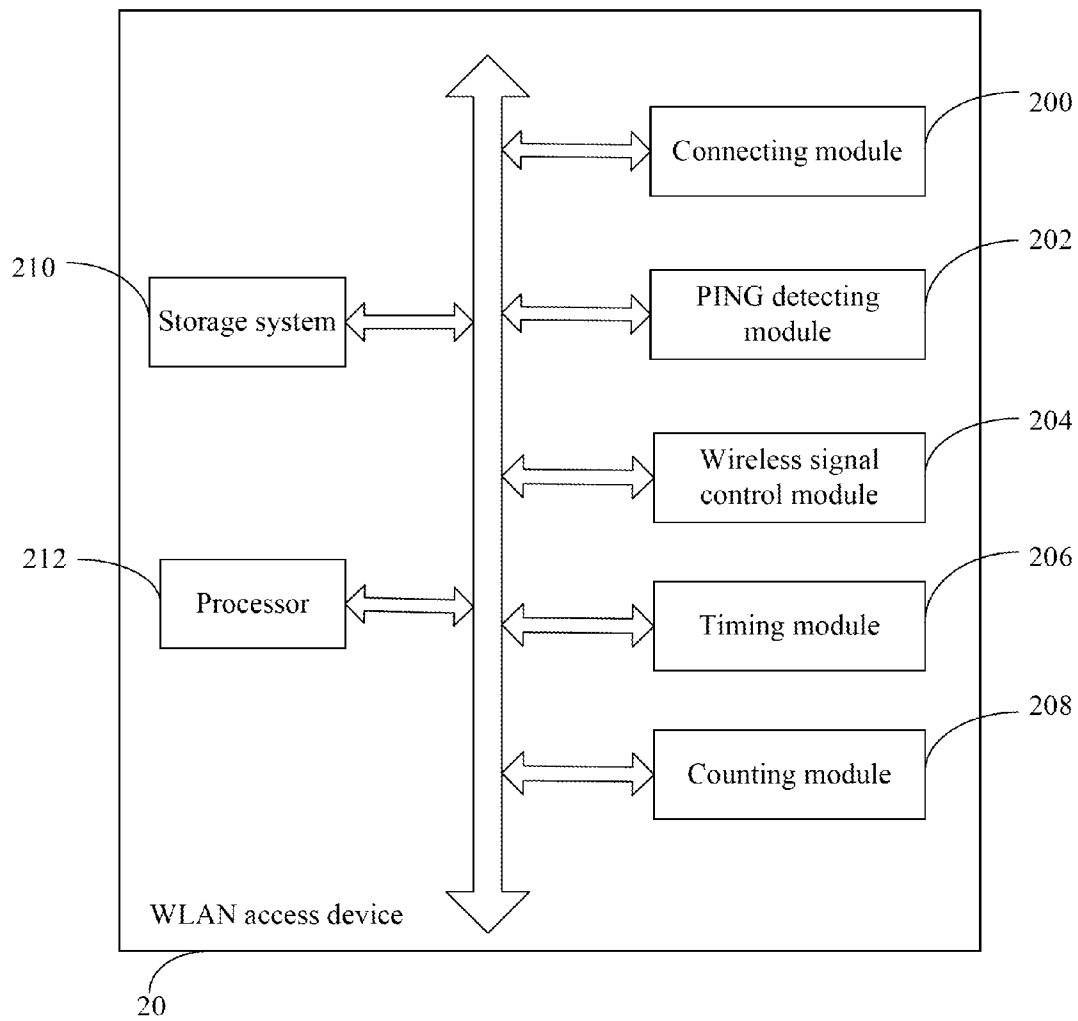 200
Connecting module
202
PING detecting
module
210
Storage system
204
Wireless signal
control module
212
Processor
206
Timing module
208
Counting module
WLAN access device
20